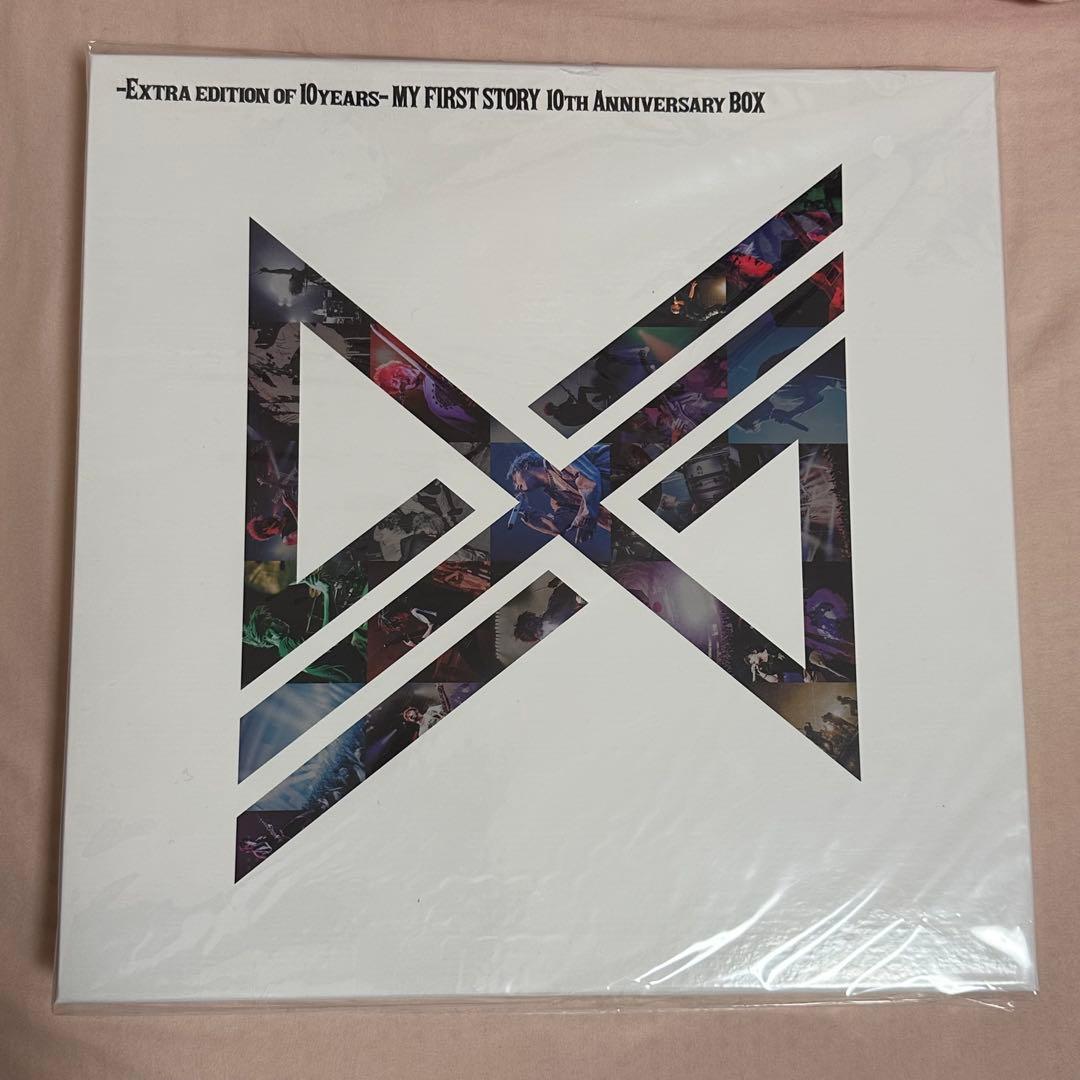 -EXTRA EDITION OF 10YEARS- MY FIRST STORY 10TH ANNIVERSARY BOX